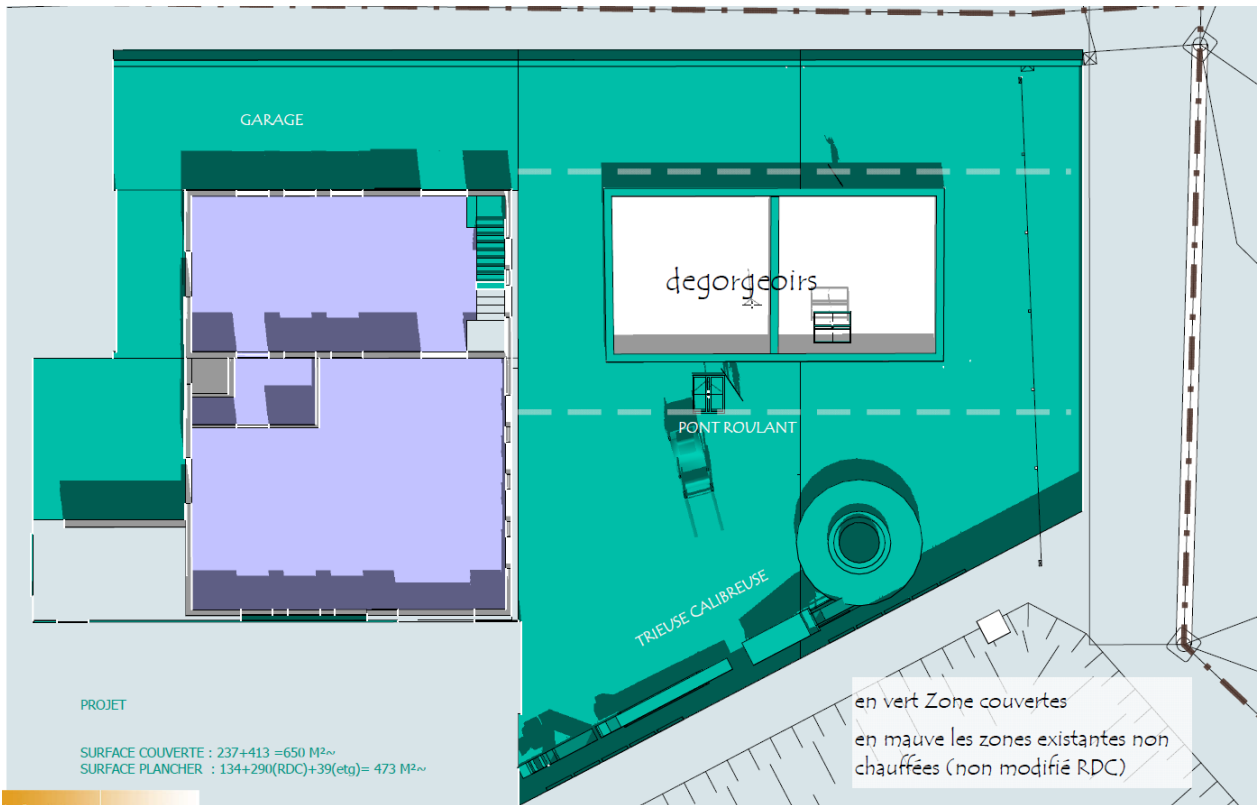 GARAGE
degorgeoirs
PONT ROULANT
TRIEUSE CALIBREUSE
PROJET
SURFACE COUVERTE : 237+413 =650 M²~
SURFACE PLANCHER : 134+290(RDC)+39(etg)= 473 M²~
en vert Zone couvertes
en mauve les zones existantes non
chauffées (non modifié RDC)